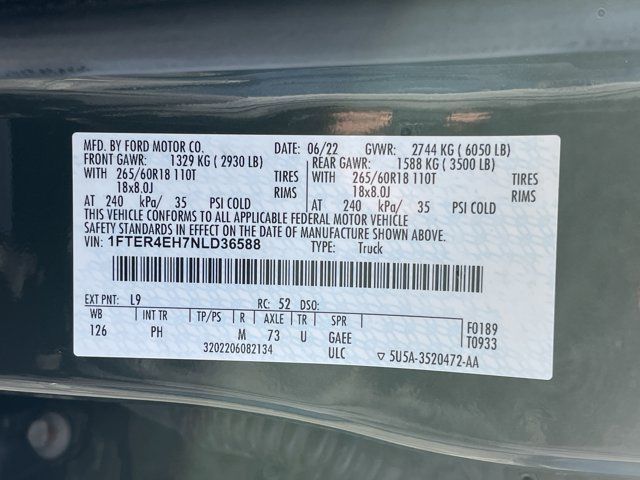 MFD. BY FORD MOTOR CO. DATE: 06/22 GVWR: 2744 KG ( 6050 LB)
FRONT GAWR: 1329 KG ( 2930 LB) REAR GAWR: 1588 KG ( 3500 LB)
WITH 265/60R18 110T TIRES WITH 265/60R18 110T TIRES
18x8.0J RIMS 18x8.0J RIMS
AT 240 kPa/ 35 PSI COLD AT 240 kPa/ 35 PSI COLD
THIS VEHICLE CONFORMS TO ALL APPLICABLE FEDERAL MOTOR VEHICLE
SAFETY STANDARDS IN EFFECT ON THE DATE OF MANUFACTURE SHOWN ABOVE.
VIN: 1FTER4EH7NLD36588 TYPE: Truck
EXT PNT: L9 RC: 52 DSO:
WB INT TR TP/PS R AXLE TR SPR F0189
126 PH M 73 U GAEE T0933
3202206082134 ULC ▽ 5U5A-3520472-AA